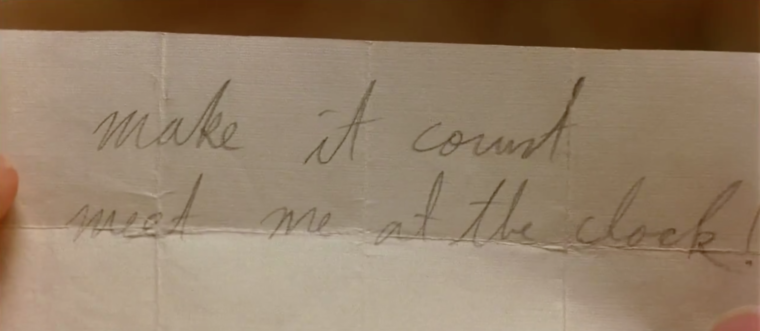 make it count
meet me at the clock!